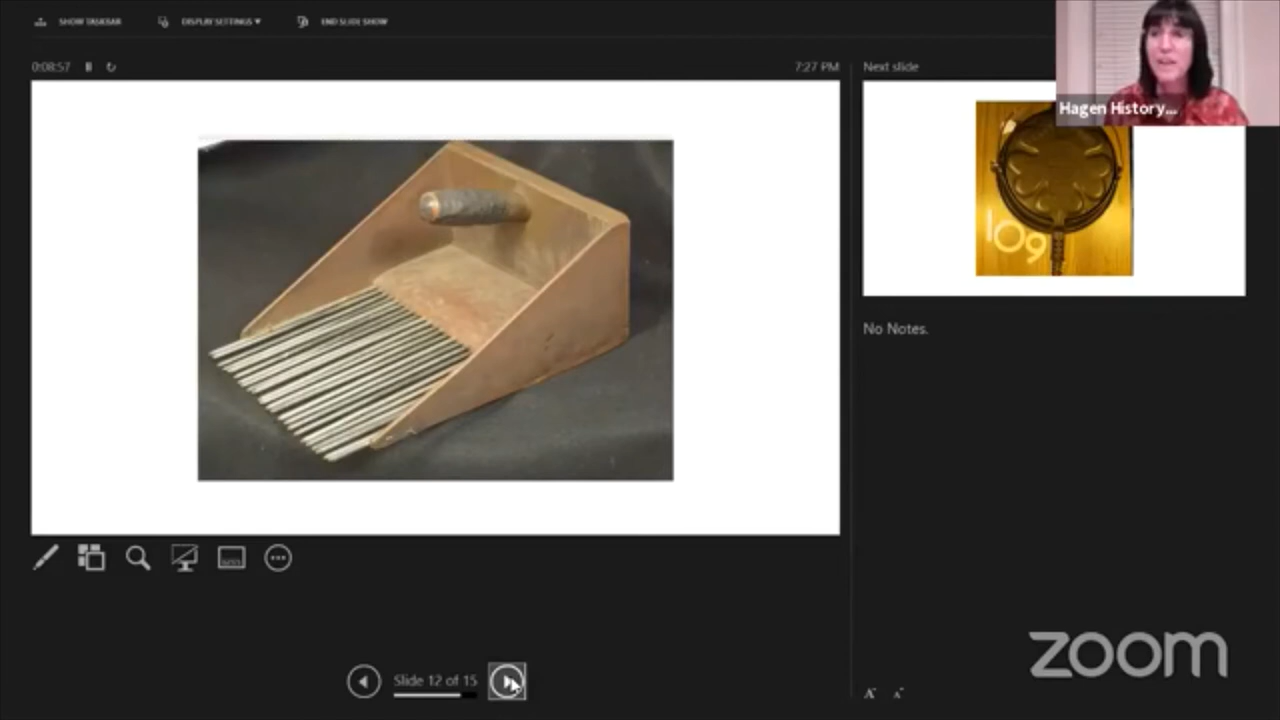 SHOW TASKBAR
DISPLAY SETTINGS ▼
END SLIDE SHOW
0:08:57
7:27 PM
Next slide
Hagen History...
109
No Notes.
Slide 12 of 15
A A
zoom